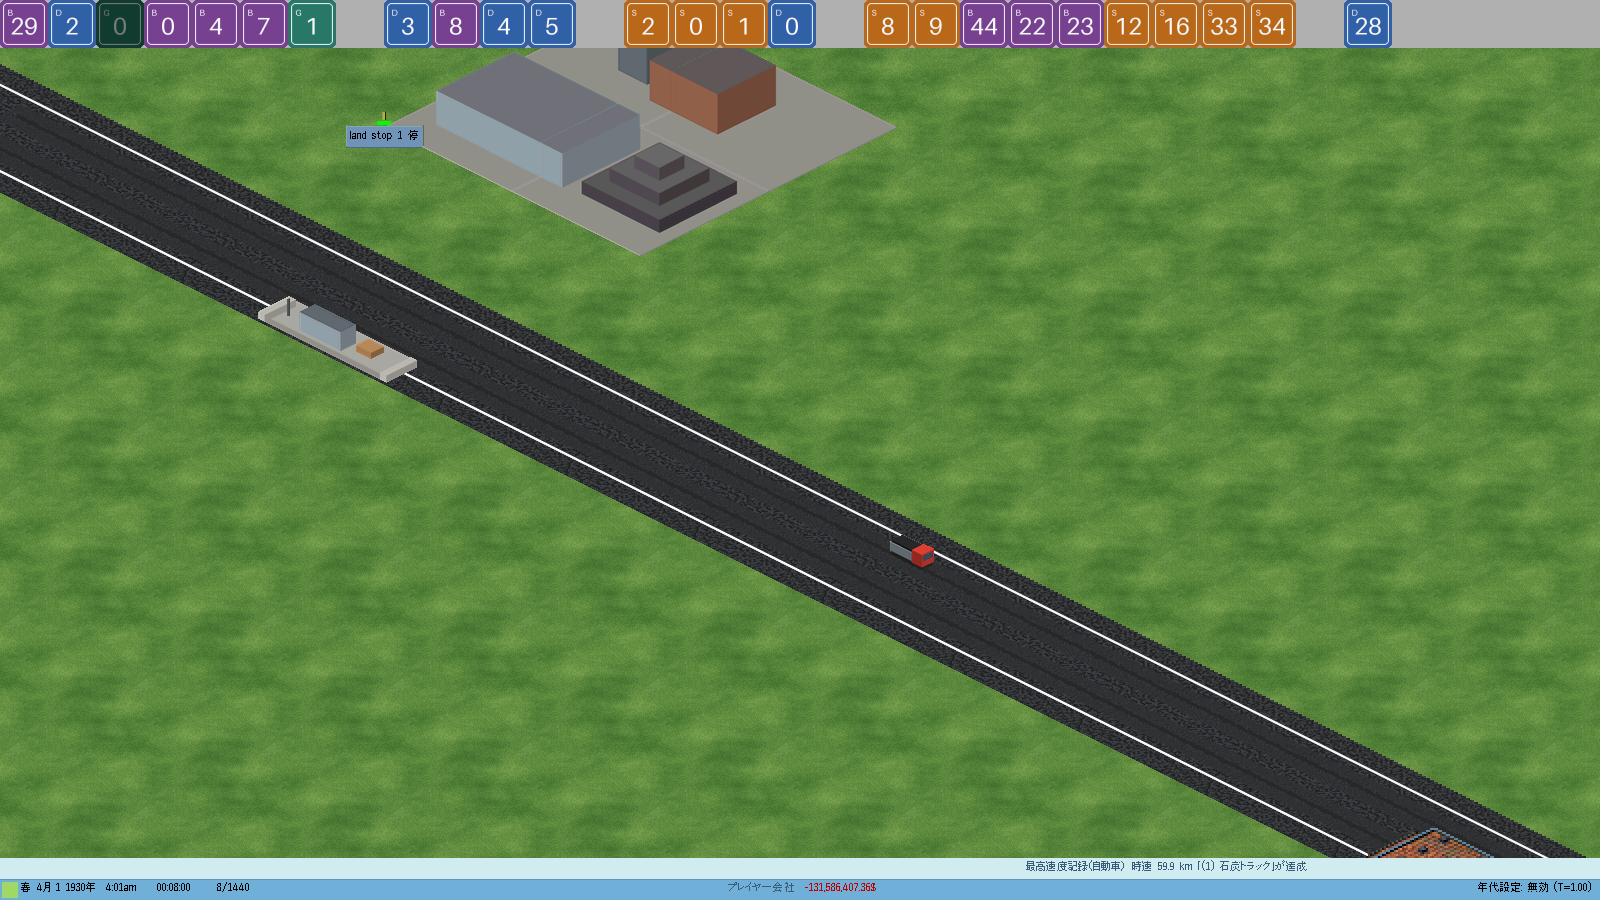 B 29 D 2 G 0 B 0 B 4 B 7 G 1 D 3 B 8 D 4 D 5 S 2 S 0 S 1 D 0 S 8 S 9 B 44 B 22 B 23 S 12 S 16 S 33 S 34 D 28
land stop 1 停
最高速度記録(自動車) 時速 59.9 km 「(1) 石炭トラック」が達成
春 4月 1 1930年 4:01am 00:08:00 8/1440 プレイヤー会社 -131,586,407.36$ 年代設定: 無効 (T=1.00)